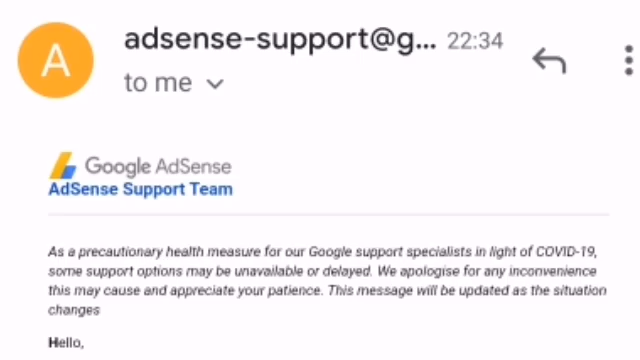 A
adsense-support@g... 22:34
to me
Google AdSense
AdSense Support Team
As a precautionary health measure for our Google support specialists in light of COVID-19,
some support options may be unavailable or delayed. We apologise for any inconvenience
this may cause and appreciate your patience. This message will be updated as the situation
changes
Hello,